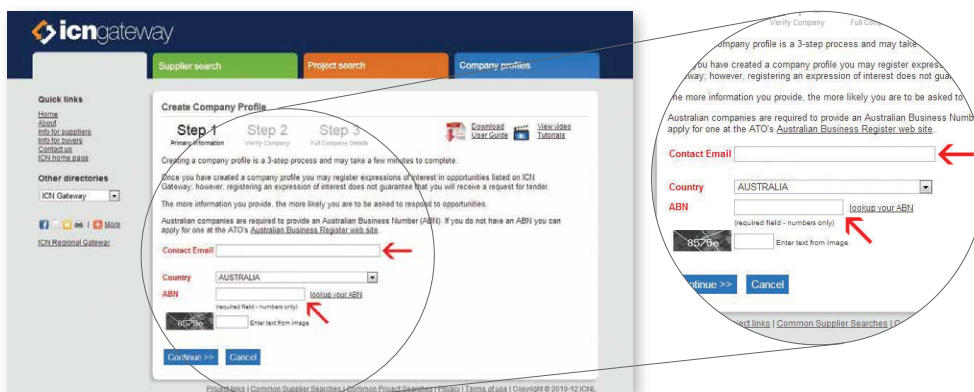 icngateway
Supplier search
Project search
Company profiles
Quick links
Home
About
Info for suppliers
Info for buyers
Contact us
ICN home page
Other directories
ICN Gateway
More
ICN Regional Gateway
Create Company Profile
Step 1
Primary Information
Step 2
Verify Company
Step 3
Full Company Details
Download User Guide
View video Tutorials
Creating a company profile is a 3-step process and may take a few minutes to complete.
Once you have created a company profile you may register expressions of interest in opportunities listed on ICN
Gateway; however, registering an expression of interest does not guarantee that you will receive a request for tender.
The more information you provide, the more likely you are to be asked to respond to opportunities.
Australian companies are required to provide an Australian Business Number (ABN). If you do not have an ABN you can
apply for one at the ATO's Australian Business Register web site.
Contact Email
Country AUSTRALIA
ABN lookup your ABN
(required field - numbers only)
8579e Enter text from image
Continue >> Cancel
Project links | Common Supplier Searches | Common Project Searches | Privacy | Terms of use | Copyright © 2010-12 ICNL
Verify Company Full Com
ompany profile is a 3-step process and may take
you have created a company profile you may register express
way; however, registering an expression of interest does not gua
he more information you provide, the more likely you are to be asked to
Australian companies are required to provide an Australian Business Numb
apply for one at the ATO's Australian Business Register web site.
Contact Email
Country AUSTRALIA
ABN lookup your ABN
(required field - numbers only)
8579e Enter text from image
ntinue >> Cancel
ject links | Common Supplier Searches | C